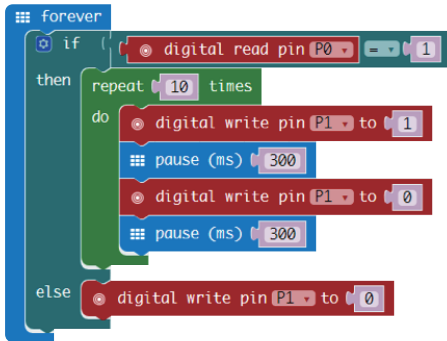 forever
if digital read pin P0 = 1
then repeat 10 times
do digital write pin P1 to 1
pause (ms) 300
digital write pin P1 to 0
pause (ms) 300
else digital write pin P1 to 0